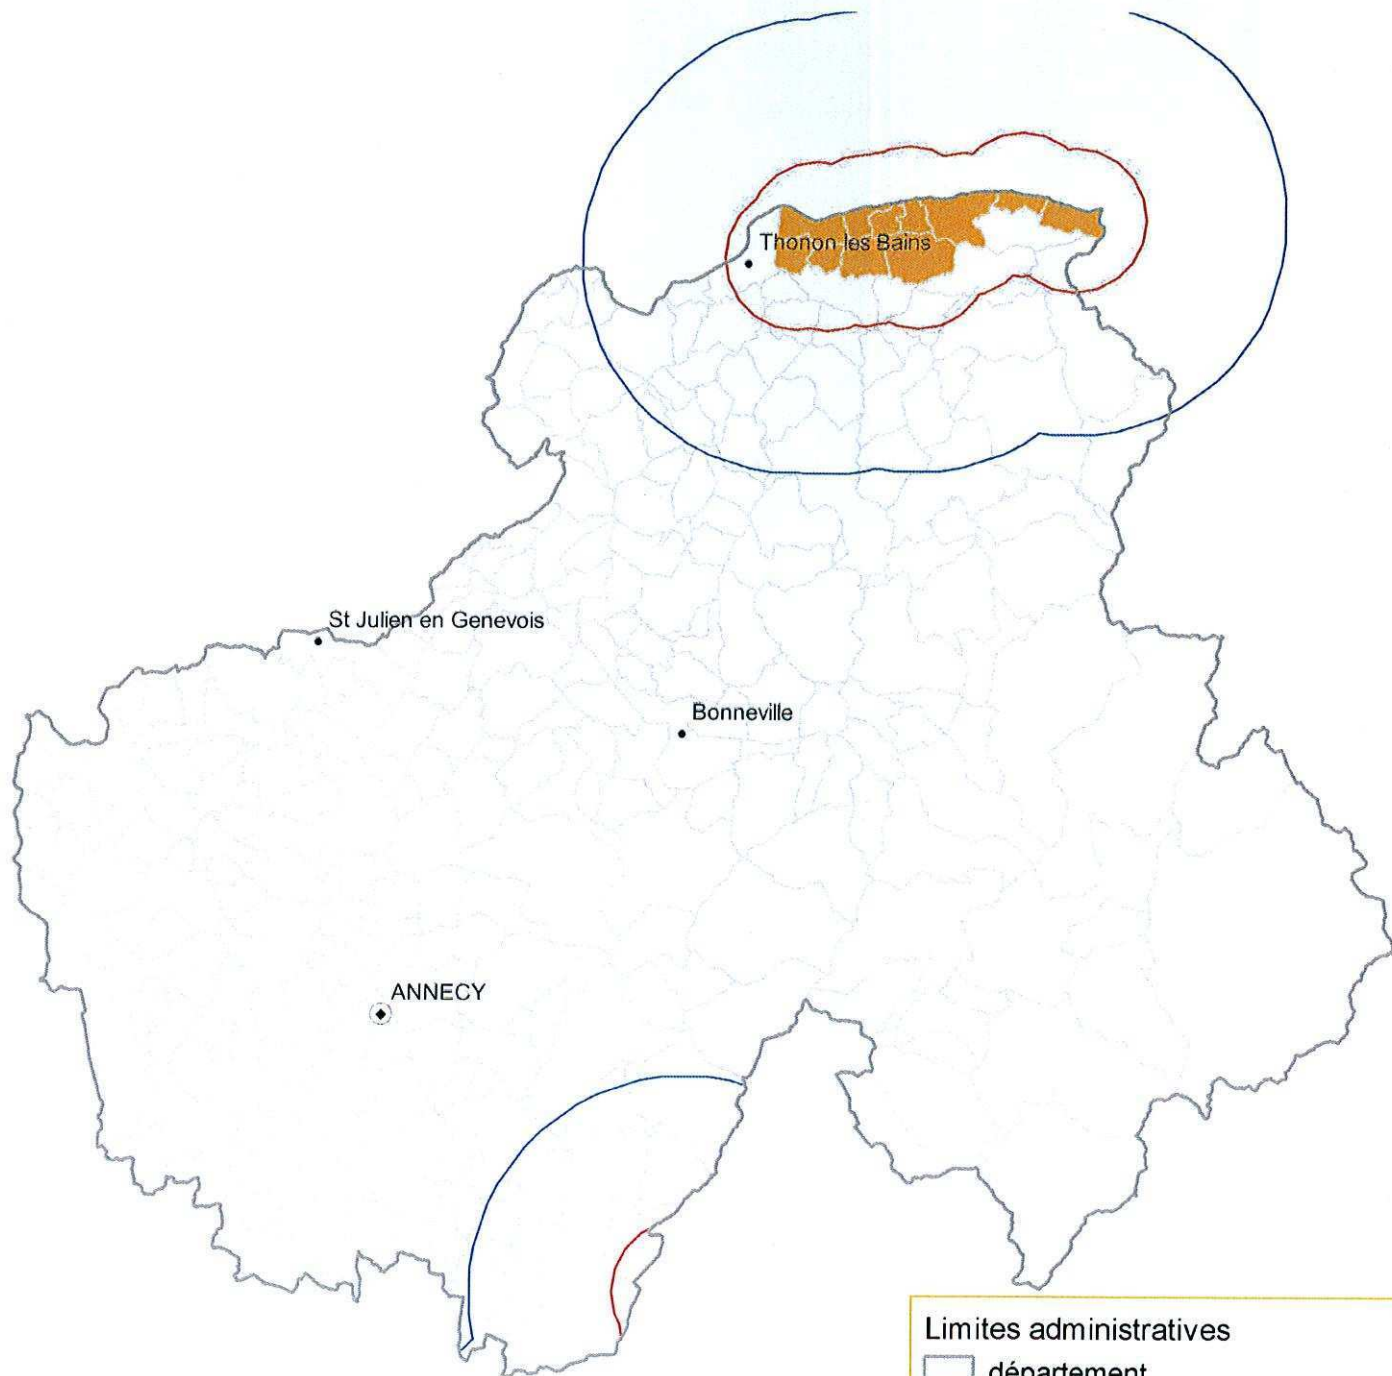 Thonon les Bains
St Julien en Genevois
Bonneville
ANNECY
Limites administratives
département